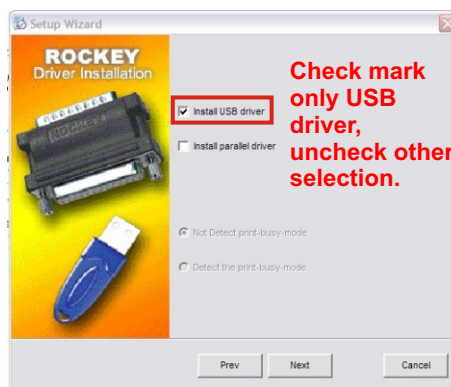 Setup Wizard
ROCKEY
Driver Installation
Check mark
only USB
driver,
uncheck other
selection.
Install USB driver
Install parallel driver
Not Detect print-busy-mode
Detect the print-busy-mode
Prev
Next
Cancel